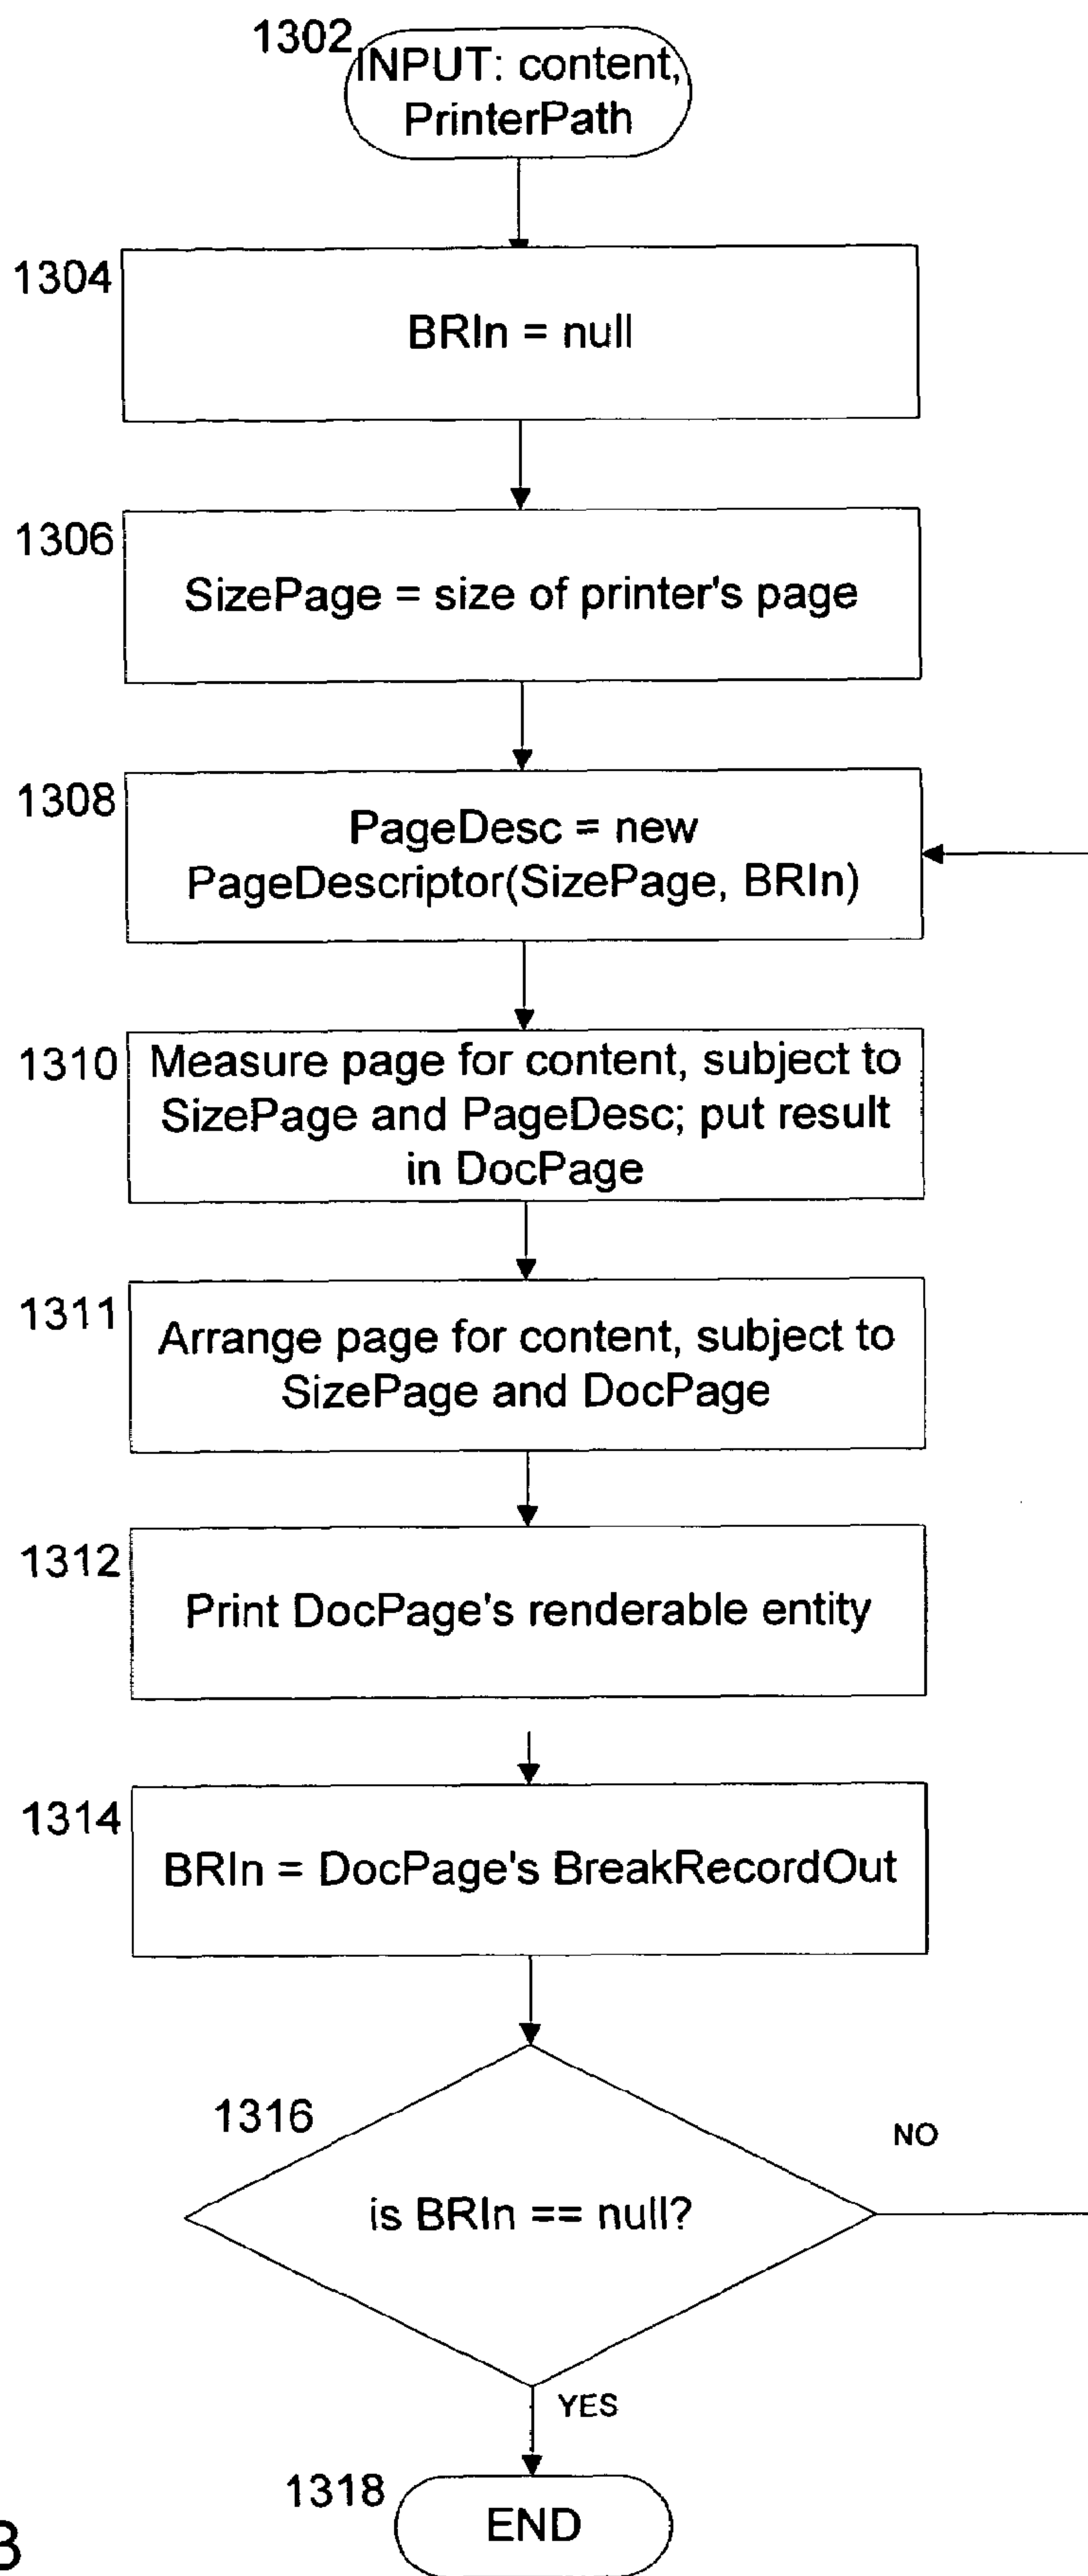 1302
INPUT: content,
PrinterPath
1304
BRIn = null
1306
SizePage = size of printer's page
1308
PageDesc = new
PageDescriptor(SizePage, BRIn)
1310
Measure page for content, subject to
SizePage and PageDesc; put result
in DocPage
1311
Arrange page for content, subject to
SizePage and DocPage
1312
Print DocPage's renderable entity
1314
BRIn = DocPage's BreakRecordOut
1316
NO
is BRIn == null?
YES
1318
END